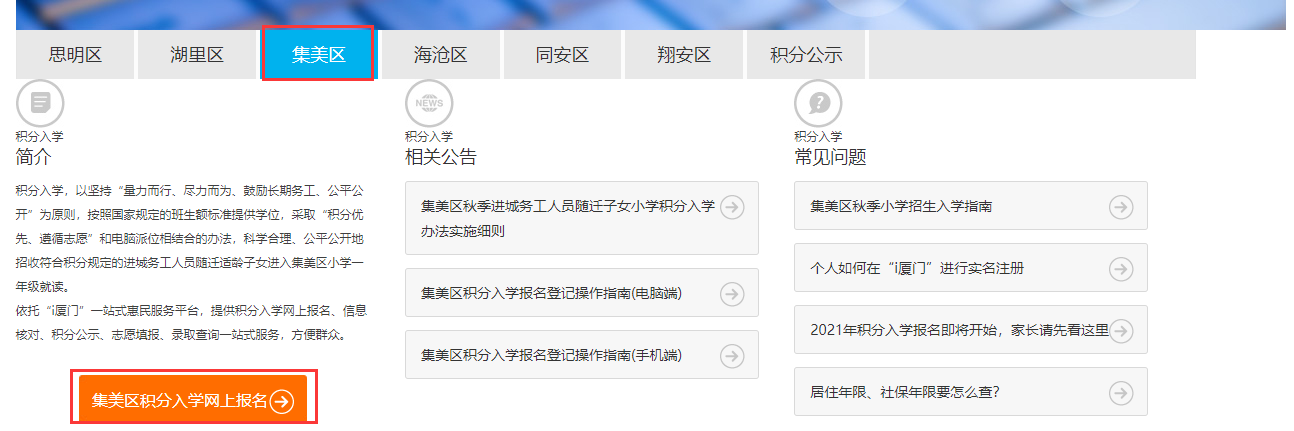 思明区
湖里区
集美区
海沧区
同安区
翔安区
积分公示
积分入学
简介
积分入学，以坚持“量力而行、尽力而为、鼓励长期务工、公平公
开”为原则，按照国家规定的班生额标准提供学位，采取“积分优
先、遵循志愿”和电脑派位相结合的办法，科学合理、公平公开地
招收符合积分规定的进城务工人员随迁适龄子女进入集美区小学一
年级就读。
依托“i厦门”一站式惠民服务平台，提供积分入学网上报名、信息
核对、积分公示、志愿填报、录取查询一站式服务，方便群众。
集美区积分入学网上报名
NEWS
积分入学
相关公告
集美区秋季进城务工人员随迁子女小学积分入学
办法实施细则
集美区积分入学报名登记操作指南(电脑端)
集美区积分入学报名登记操作指南(手机端)
?
积分入学
常见问题
集美区秋季小学招生入学指南
个人如何在“i厦门”进行实名注册
2021年积分入学报名即将开始，家长请先看这里
居住年限、社保年限要怎么查?